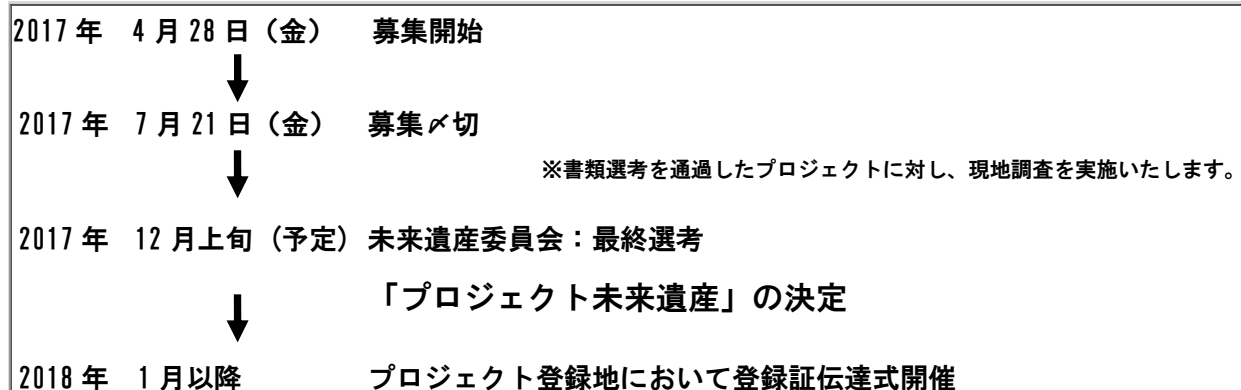 2017年 4月28日（金） 募集開始
2017年 7月21日（金） 募集〆切
※書類選考を通過したプロジェクトに対し、現地調査を実施いたします。
2017年 12月上旬（予定）未来遺産委員会：最終選考
「プロジェクト未来遺産」の決定
2018年 1月以降 プロジェクト登録地において登録証伝達式開催